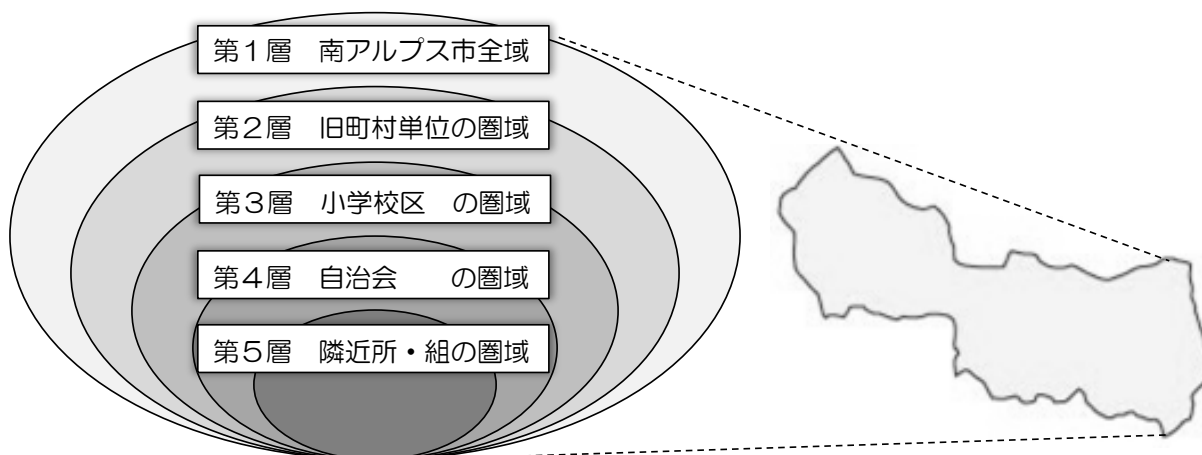 第１層　南アルプス市全域
第２層　旧町村単位の圏域
第３層　小学校区　の圏域
第４層　自治会　　の圏域
第５層　隣近所・組の圏域